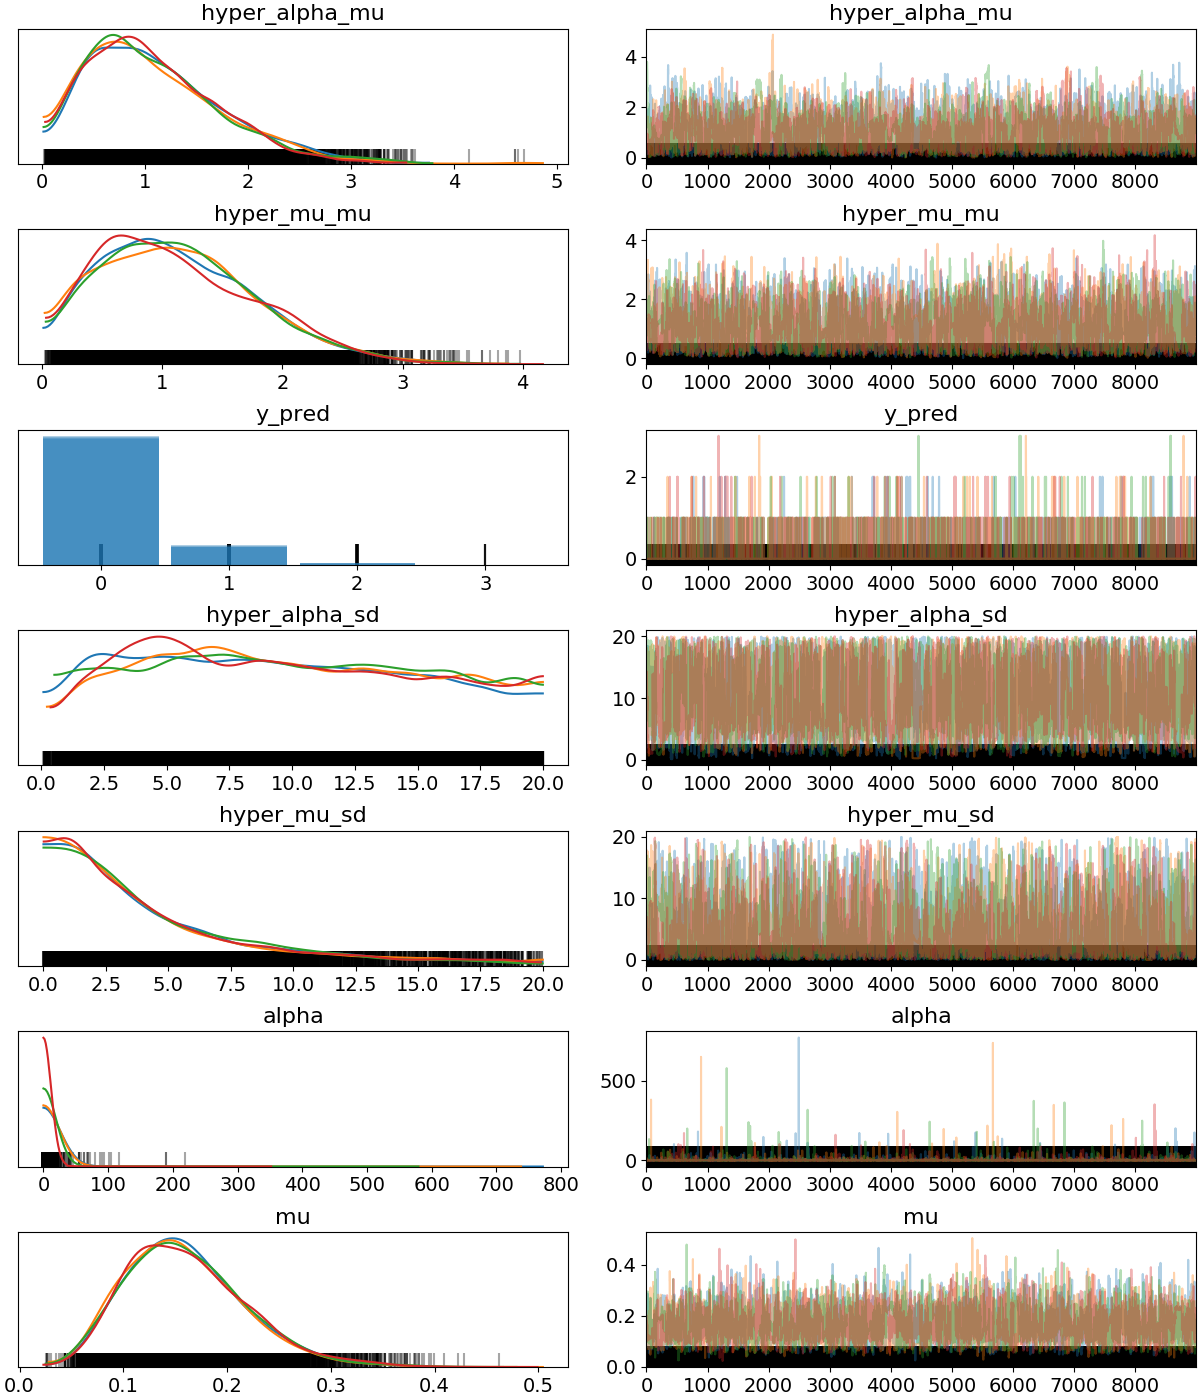 hyper_alpha_mu hyper_alpha_mu
4
2
0
0 1 2 3 4 5 0 1000 2000 3000 4000 5000 6000 7000 8000
hyper_mu_mu hyper_mu_mu
4
2
0
0 1 2 3 4 0 1000 2000 3000 4000 5000 6000 7000 8000
y_pred y_pred
2
0
0 1 2 3 0 1000 2000 3000 4000 5000 6000 7000 8000
hyper_alpha_sd hyper_alpha_sd
20
10
0
0.0 2.5 5.0 7.5 10.0 12.5 15.0 17.5 20.0 0 1000 2000 3000 4000 5000 6000 7000 8000
hyper_mu_sd hyper_mu_sd
20
10
0
0.0 2.5 5.0 7.5 10.0 12.5 15.0 17.5 20.0 0 1000 2000 3000 4000 5000 6000 7000 8000
alpha alpha
500
0
0 100 200 300 400 500 600 700 800 0 1000 2000 3000 4000 5000 6000 7000 8000
mu mu
0.4
0.2
0.0
0.0 0.1 0.2 0.3 0.4 0.5 0 1000 2000 3000 4000 5000 6000 7000 8000